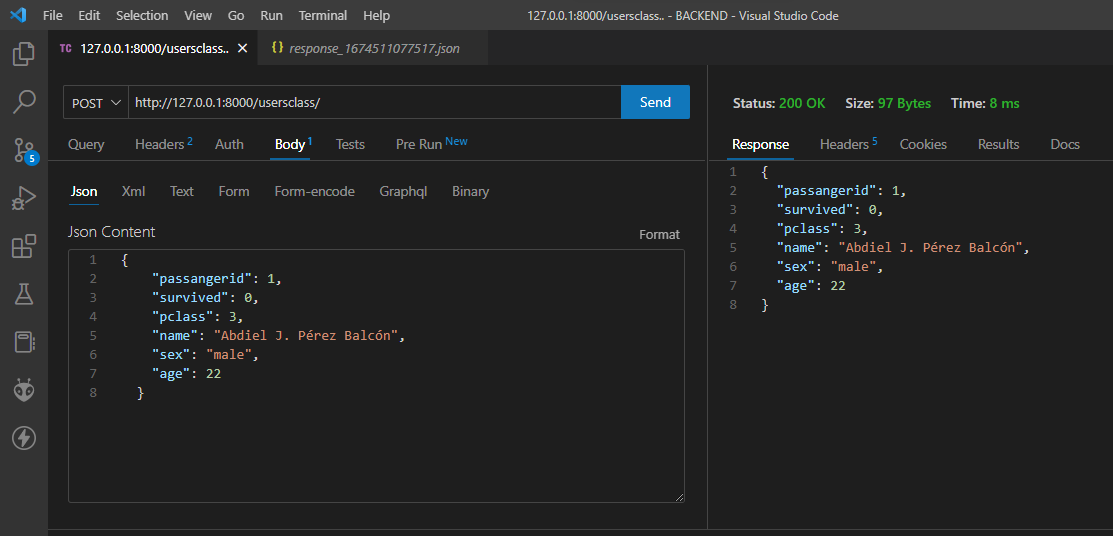 File Edit Selection View Go Run Terminal Help 127.0.0.1:8000/usersclass.. - BACKEND - Visual Studio Code
TC 127.0.0.1:8000/usersclass.. {} response_1674511077517.json
POST http://127.0.0.1:8000/usersclass/ Send
Query Headers 2 Auth Body 1 Tests Pre Run New
Json Xml Text Form Form-encode Graphql Binary
Json Content Format
1 {
2 "passangerid": 1,
3 "survived": 0,
4 "pclass": 3,
5 "name": "Abdiel J. Pérez Balcón",
6 "sex": "male",
7 "age": 22
8 }
5
Status: 200 OK Size: 97 Bytes Time: 8 ms
Response Headers 5 Cookies Results Docs
1 {
2 "passangerid": 1,
3 "survived": 0,
4 "pclass": 3,
5 "name": "Abdiel J. Pérez Balcón",
6 "sex": "male",
7 "age": 22
8 }